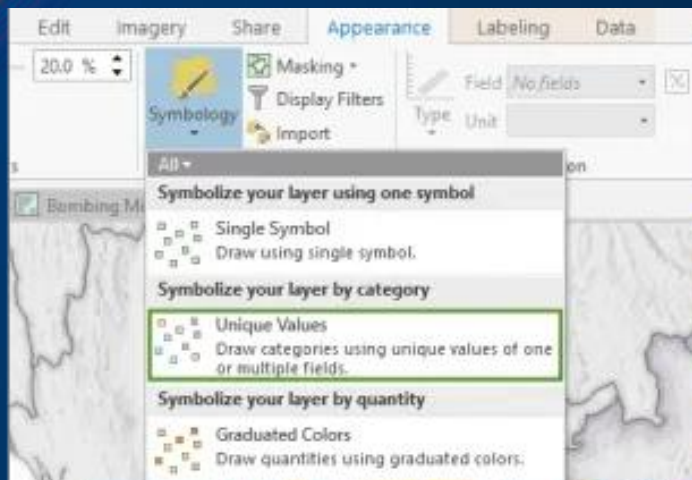 Edit Imagery Share Appearance Labeling Data
20.0 %
Symbology
Masking
Display Filters
Import
Type
Field No fields
Unit
s
on
All
Bombing
Symbolize your layer using one symbol
Single Symbol
Draw using single symbol.
Symbolize your layer by category
Unique Values
Draw categories using unique values of one
or multiple fields.
Symbolize your layer by quantity
Graduated Colors
Draw quantities using graduated colors.